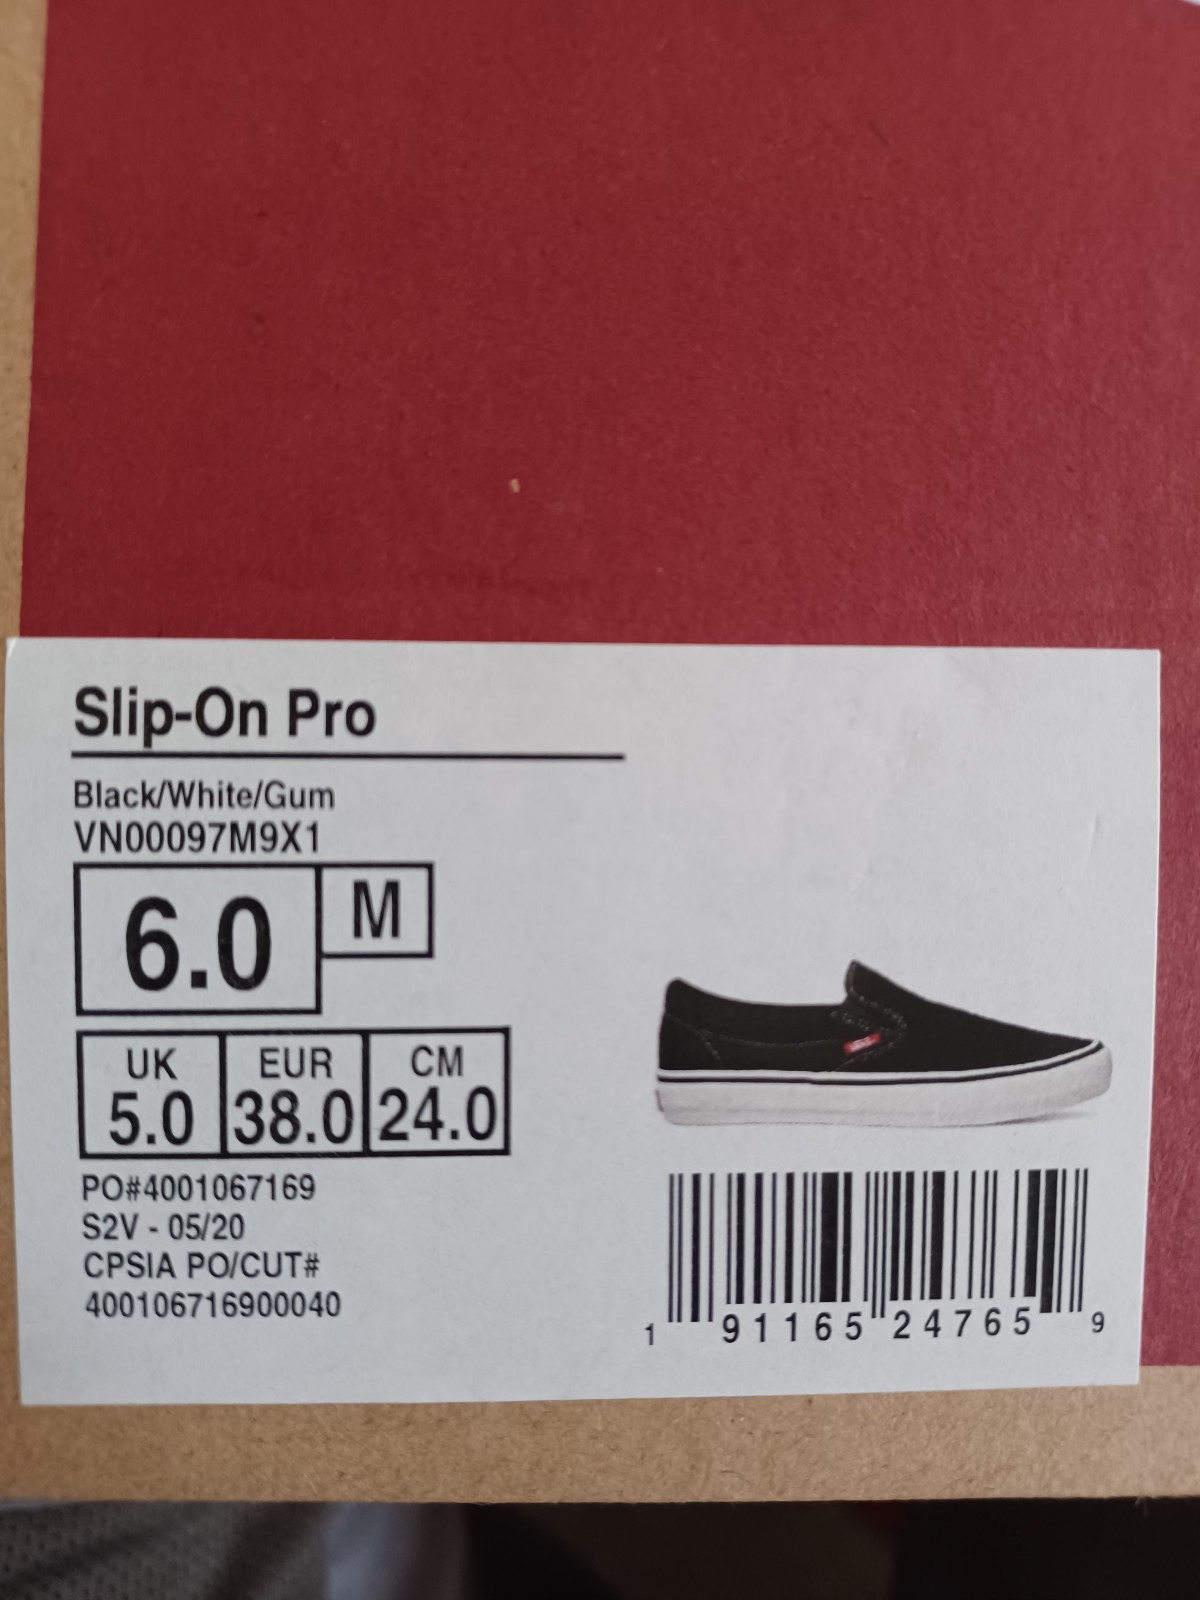 Slip-On Pro
Black/White/Gum
VN00097M9X1
6.0 M
UK EUR CM
5.0 38.0 24.0
PO#4001067169
S2V - 05/20
CPSIA PO/CUT#
400106716900040
1 91165 24765 9